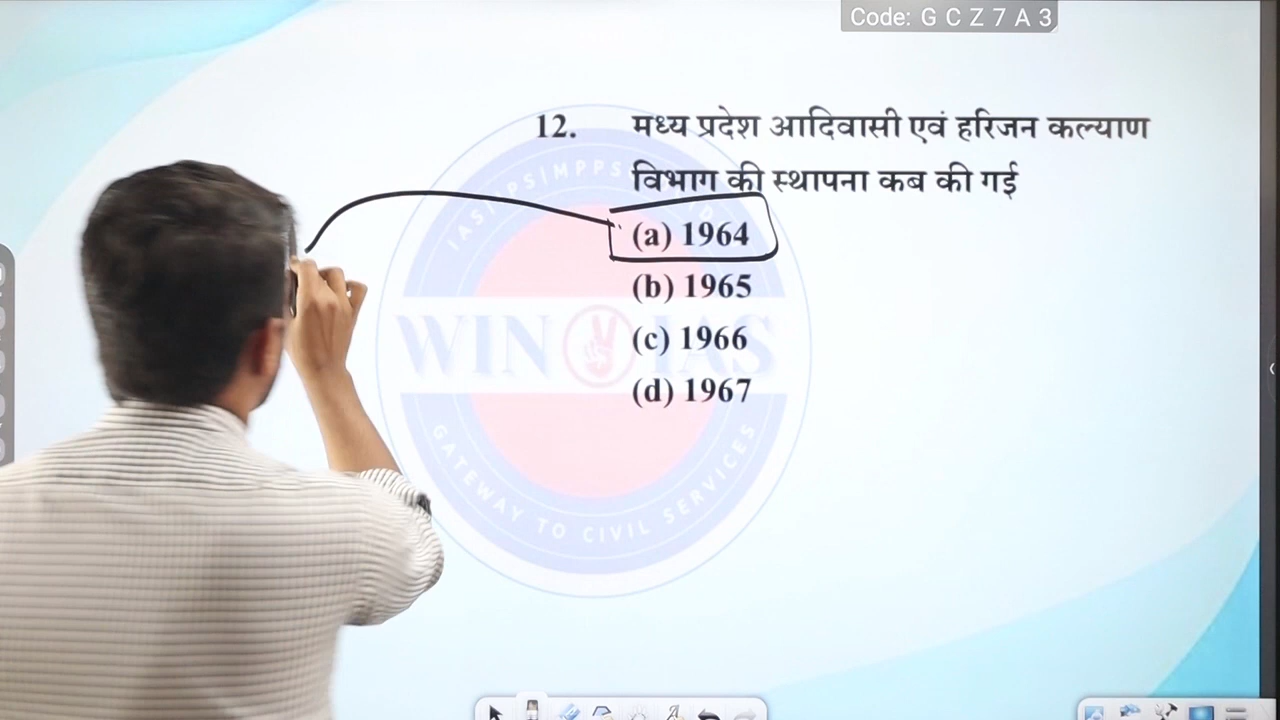 Code: G C Z 7 A 3
12. मध्य प्रदेश आदिवासी एवं हरिजन कल्याण
विभाग की स्थापना कब की गई
(a) 1964
(b) 1965
(c) 1966
(d) 1967
WIN IAS
GATEWAY TO CIVIL SERVICES